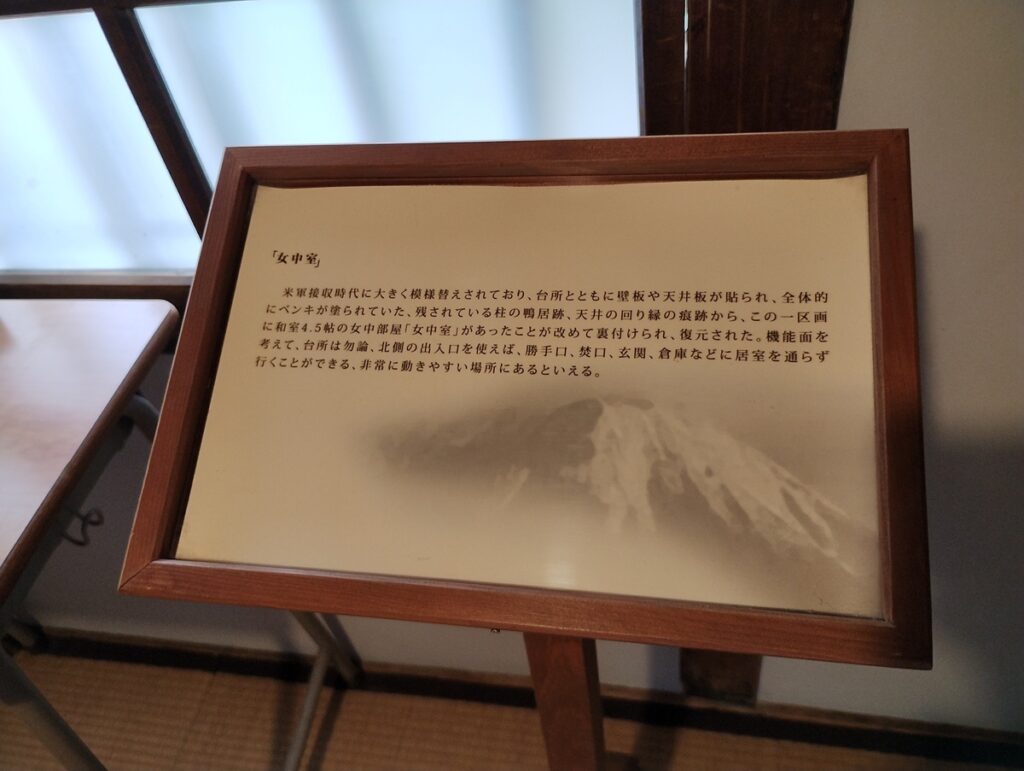 「女中室」
米軍接収時代に大きく模様替えされており、台所とともに壁板や天井板が貼られ、全体的
にペンキが塗られていた、残されている柱の鴨居跡、天井の回り縁の痕跡から、この一区画
に和室4.5帖の女中部屋「女中室」があったことが改めて裏付けられ、復元された。機能面を
考えて、台所は勿論、北側の出入口を使えば、勝手口、焚口、玄関、倉庫などに居室を通らず
行くことができる、非常に動きやすい場所にあるといえる。